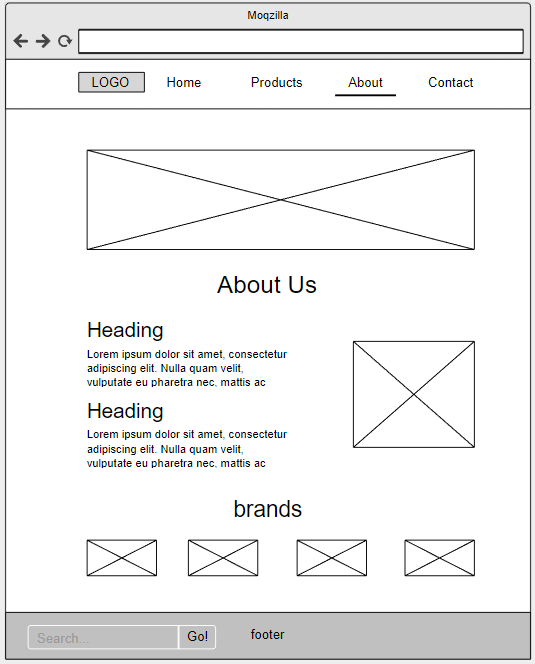 Moqzilla
LOGO Home Products About Contact
About Us
Heading
Lorem ipsum dolor sit amet, consectetur
adipiscing elit. Nulla quam velit,
vulputate eu pharetra nec, mattis ac
Heading
Lorem ipsum dolor sit amet, consectetur
adipiscing elit. Nulla quam velit,
vulputate eu pharetra nec, mattis ac
brands
Search... Go! footer